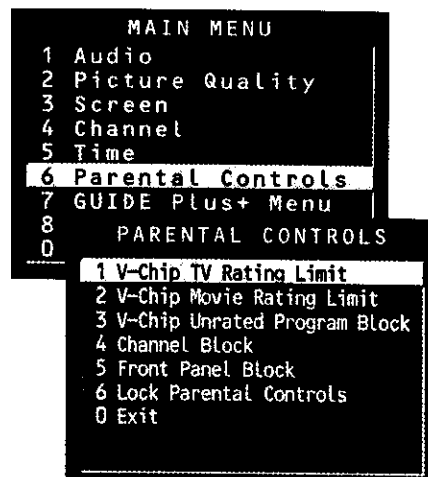 MAIN MENU
1 Audio
2 Picture Quality
3 Screen
4 Channel
5 Time
6 Parental Controls
7 GUIDE Plus+ Menu
8
0
PARENTAL CONTROLS
1 V-Chip TV Rating Limit
2 V-Chip Movie Rating Limit
3 V-Chip Unrated Program Block
4 Channel Block
5 Front Panel Block
6 Lock Parental Controls
0 Exit